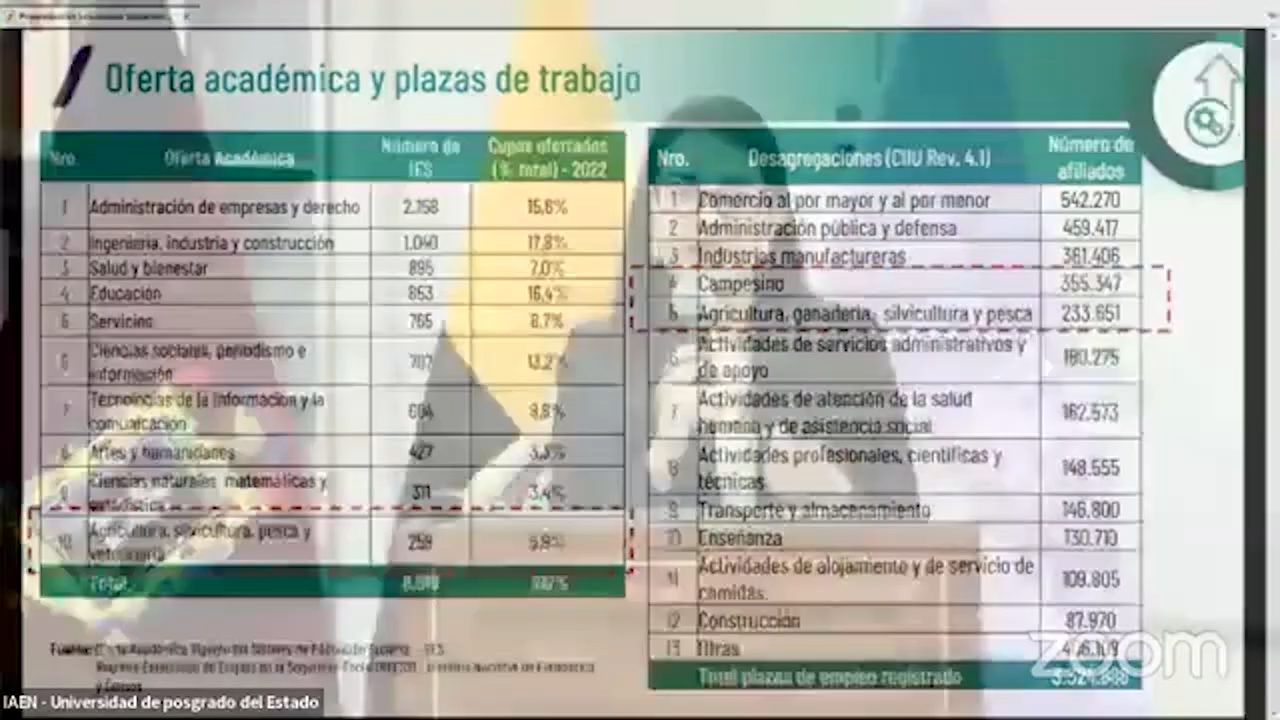 Oferta académica y plazas de trabajo
Nro. Oferta Académica Número de IES Cupos ofertados (% total) - 2022
1 Administración de empresas y derecho 2.158 15,6%
2 Ingeniería, industria y construcción 1.040 17,8%
3 Salud y bienestar 895 7,0%
4 Educación 853 16,4%
Servicios 765 8,7%
Ciencias sociales, periodismo e
información 13,2%
7 Tecnologías de la información y la
comunicación
Artes y humanidades 427
Ciencias naturales matemáticas y
estadística 311 3,4%
10 Agricultura, silvicultura, pesca y
veterinaria 259
Total
Nro. Desagregaciones (CIIU Rev. 4.1) Número de afiliados
1 Comercio al por mayor y al por menor 542.270
2 Administración pública y defensa 459.417
3 Industrias manufactureras 361.406
4 Campesino 355.347
5 Agricultura, ganadería, silvicultura y pesca 233.651
Actividades de servicios administrativos y
de apoyo 180.275
7 Actividades de atención de la salud
humana y de asistencia social 162.573
Actividades profesionales, científicas y
técnicas 148.555
9 Transporte y almacenamiento 146.800
10 Enseñanza 130.710
11 Actividades de alojamiento y de servicio de
comidas. 109.805
12 Construcción 87.970
13 Otras
Total plazas de empleo registrado
Fuente:
zoom
IAEN - Universidad de posgrado del Estado